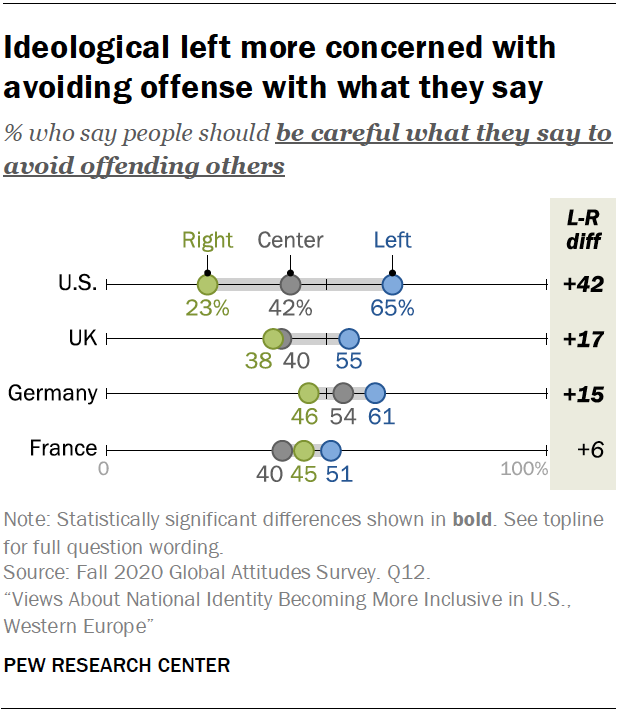 Ideological left more concerned with
avoiding offense with what they say
% who say people should be careful what they say to
avoid offending others
L-R
diff
Right Center Left
U.S. +42
23% 42% 65%
UK +17
38 40 55
Germany +15
46 54 61
France +6
0 40 45 51 100%
Note: Statistically significant differences shown in bold. See topline
for full question wording.
Source: Fall 2020 Global Attitudes Survey. Q12.
“Views About National Identity Becoming More Inclusive in U.S.,
Western Europe”
PEW RESEARCH CENTER